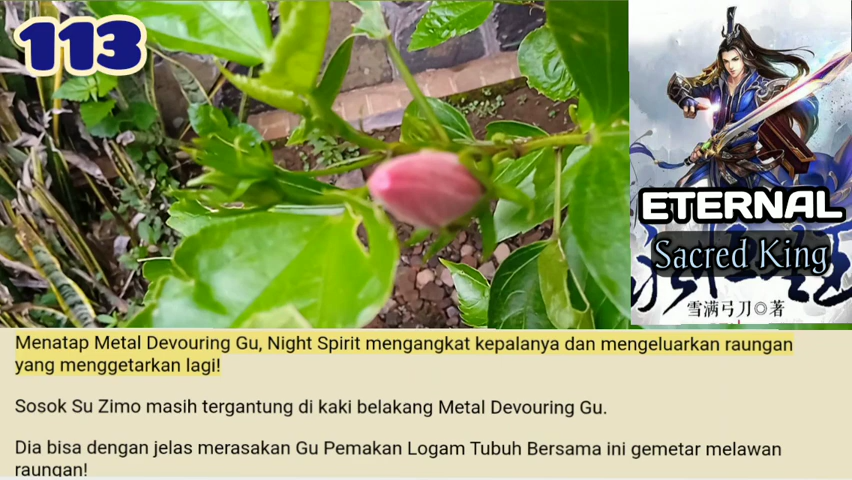 113
ETERNAL
Sacred King
雪满弓刀◎著
Menatap Metal Devouring Gu, Night Spirit mengangkat kepalanya dan mengeluarkan raungan
yang menggetarkan lagi!
Sosok Su Zimo masih tergantung di kaki belakang Metal Devouring Gu.
Dia bisa dengan jelas merasakan Gu Pemakan Logam Tubuh Bersama ini gemetar melawan
raungan!